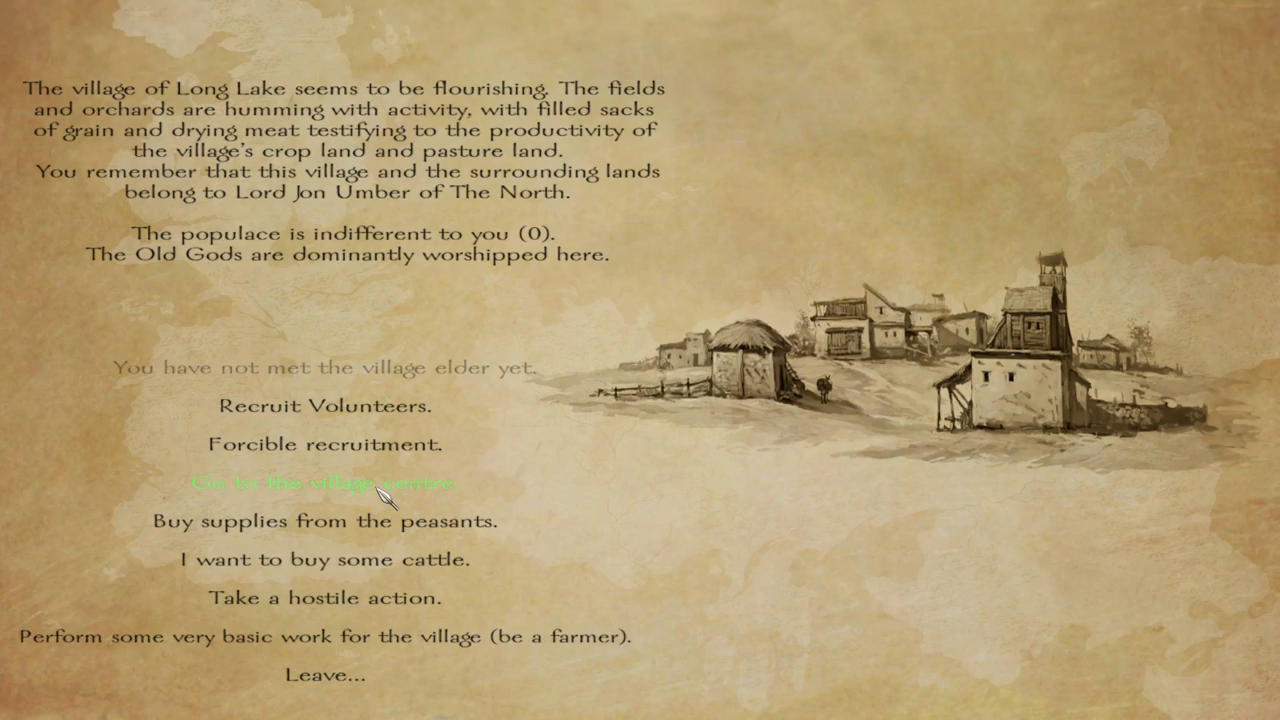 The village of Long Lake seems to be flourishing. The fields
and orchards are humming with activity, with filled sacks
of grain and drying meat testifying to the productivity of
the village's crop land and pasture land.
You remember that this village and the surrounding lands
belong to Lord Jon Umber of The North.
The populace is indifferent to you (0).
The Old Gods are dominantly worshipped here.
You have not met the village elder yet.
Recruit Volunteers.
Forcible recruitment.
Go to the village centre.
Buy supplies from the peasants.
I want to buy some cattle.
Take a hostile action.
Perform some very basic work for the village (be a farmer).
Leave...